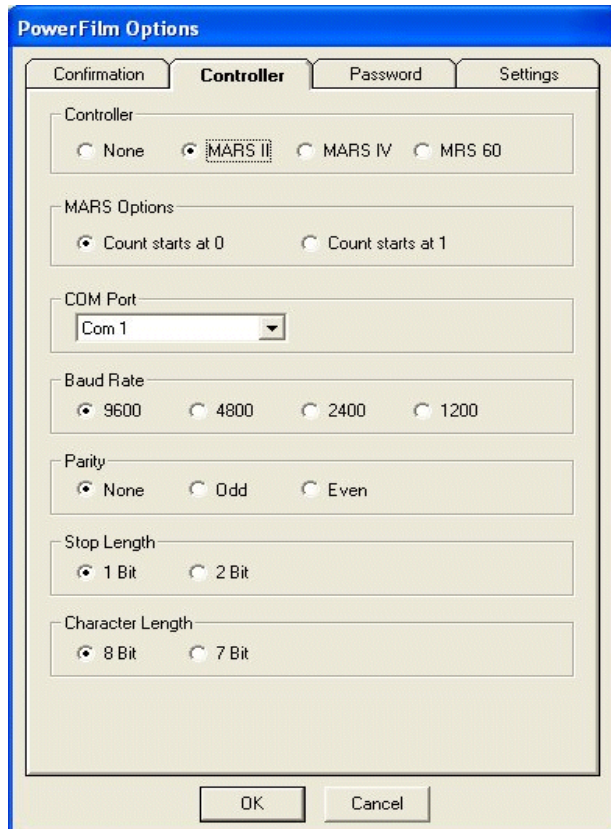 PowerFilm Options
Confirmation Controller Password Settings
Controller
None MARS II MARS IV MRS 60
MARS Options
Count starts at 0 Count starts at 1
COM Port
Com 1
Baud Rate
9600 4800 2400 1200
Parity
None Odd Even
Stop Length
1 Bit 2 Bit
Character Length
8 Bit 7 Bit
OK Cancel